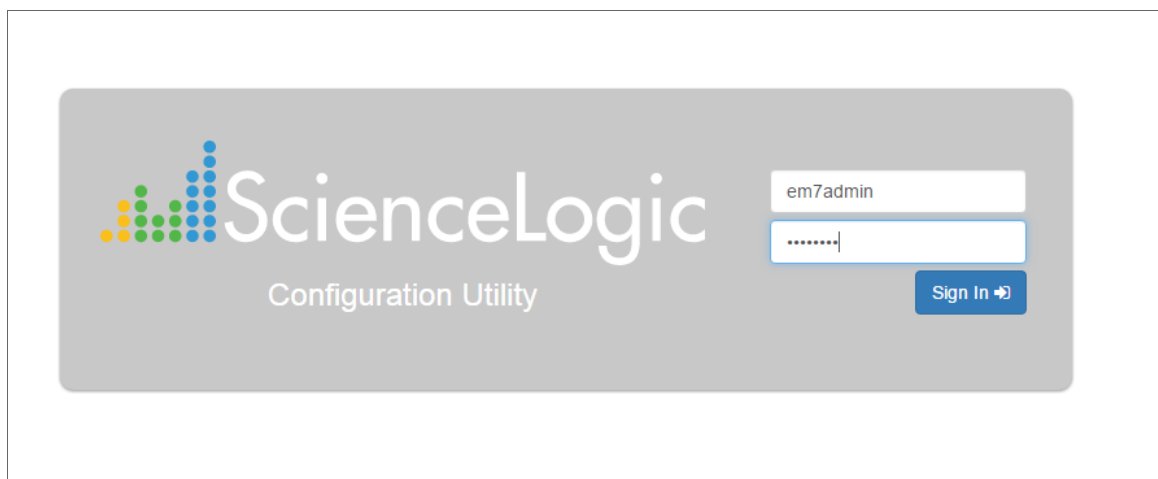 ScienceLogic
Configuration Utility
em7admin
••••••••
Sign In